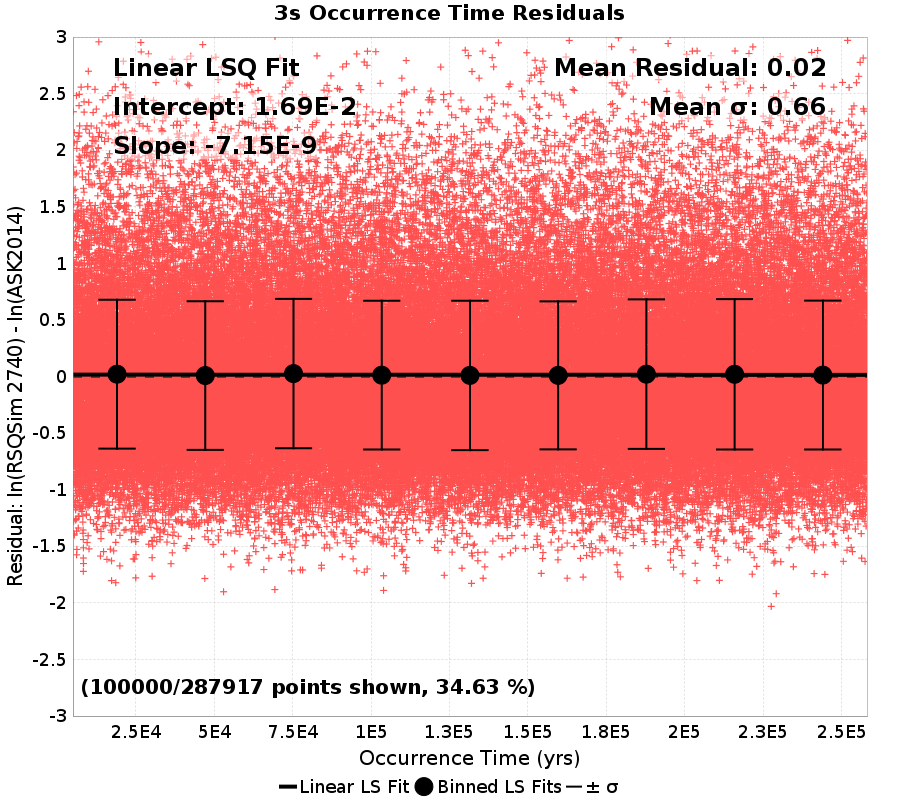 3s Occurrence Time Residuals
Linear LSQ Fit
Mean Residual: 0.02
Intercept: 1.69E-2
Mean σ: 0.66
Slope: -7.15E-9
3
2.5
2
1.5
1
0.5
0
-0.5
-1
-1.5
-2
-2.5
-3
Residual: ln(RSQSim 2740) - ln(ASK2014)
(100000/287917 points shown, 34.63 %)
2.5E4 5E4 7.5E4 1E5 1.3E5 1.5E5 1.8E5 2E5 2.3E5 2.5E5
Occurrence Time (yrs)
Linear LS Fit Binned LS Fits ± σ